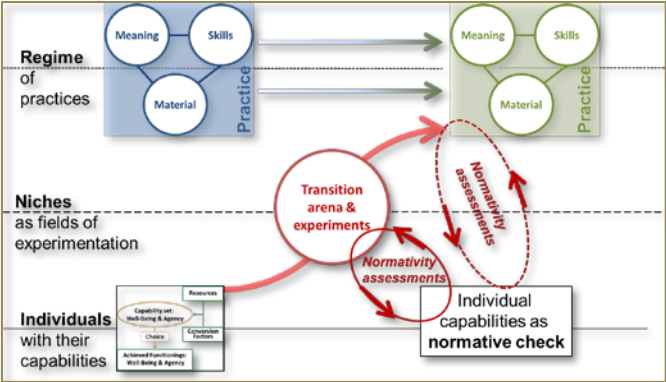 Regime
of
practices
Meaning
Skills
Material
Practice
Meaning
Skills
Material
Practice
Niches
as fields of
experimentation
Transition
arena &
experiments
Normativity
assessments
Normativity
assessments
Individuals
with their
capabilities
Resources
Capability set:
Well-Being & Agency
Choice
Conversion
Factors
Achieved Functionings:
Well-Being & Agency
Individual
capabilities as
normative check